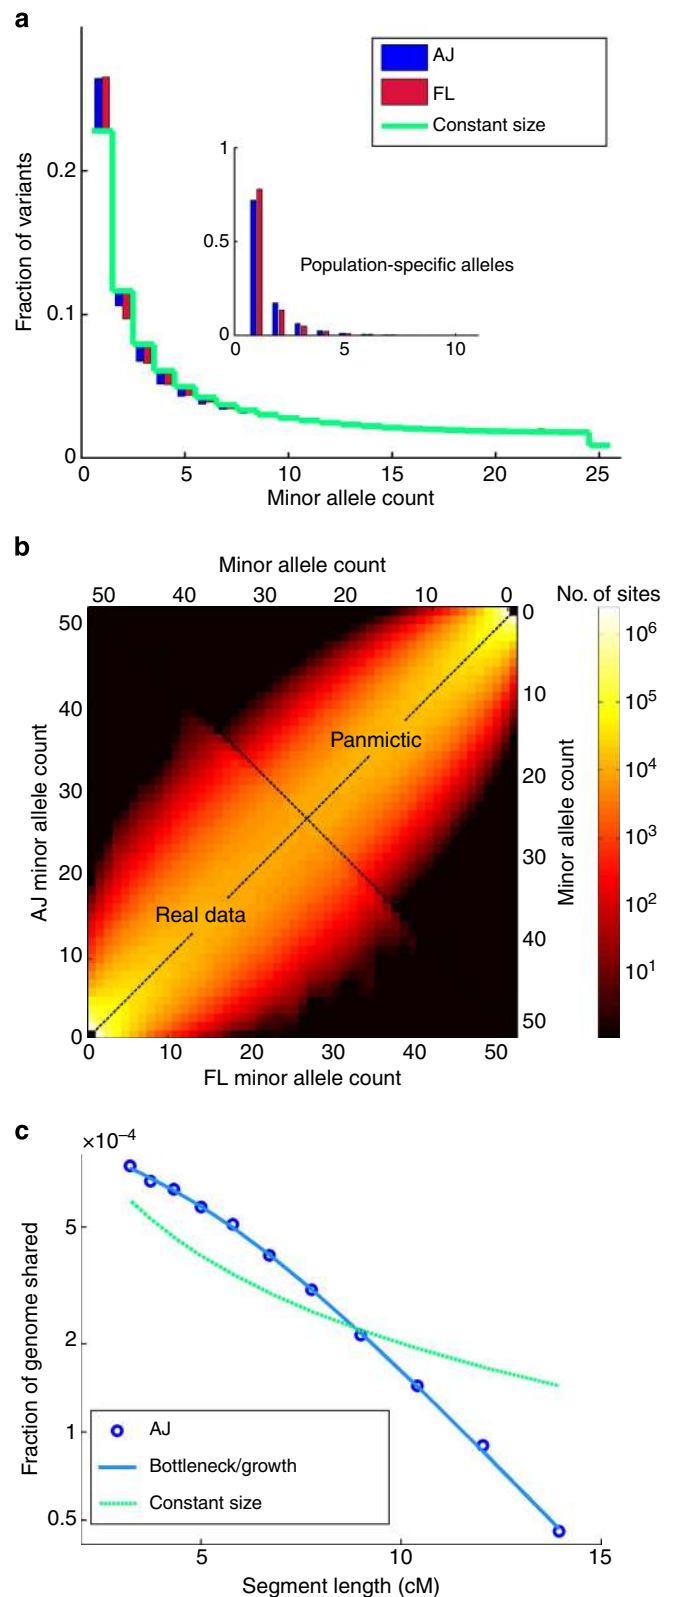 a
AJ
FL
Constant size
Fraction of variants
0.2
0.1
0
1
0.5
0
Population-specific alleles
0 5 10
0 5 10 15 20 25
Minor allele count
b
Minor allele count
50 40 30 20 10 0
No. of sites
AJ minor allele count
50
40
30
20
10
0
Panmictic
Real data
0
10
20
30
40
50
Minor allele count
10^6
10^5
10^4
10^3
10^2
10^1
0 10 20 30 40 50
FL minor allele count
c
×10^–4
Fraction of genome shared
5
2
1
0.5
AJ
Bottleneck/growth
Constant size
5 10 15
Segment length (cM)